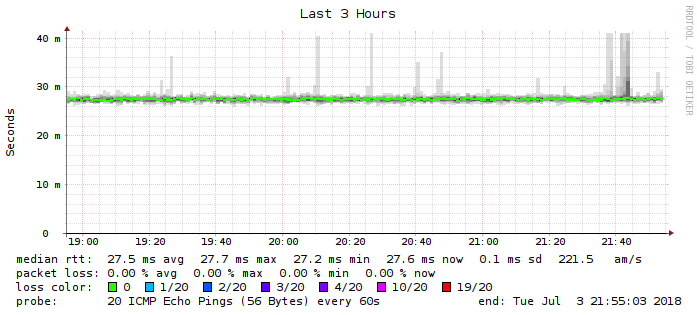 Last 3 Hours
RRDTOOL / TOBI OETIKER
Seconds
40 m
30 m
20 m
10 m
0
19:00 19:20 19:40 20:00 20:20 20:40 21:00 21:20 21:40
median rtt: 27.5 ms avg 27.7 ms max 27.2 ms min 27.6 ms now 0.1 ms sd 221.5 am/s
packet loss: 0.00 % avg 0.00 % max 0.00 % min 0.00 % now
loss color: 0 1/20 2/20 3/20 4/20 10/20 19/20
probe: 20 ICMP Echo Pings (56 Bytes) every 60s end: Tue Jul 3 21:55:03 2018